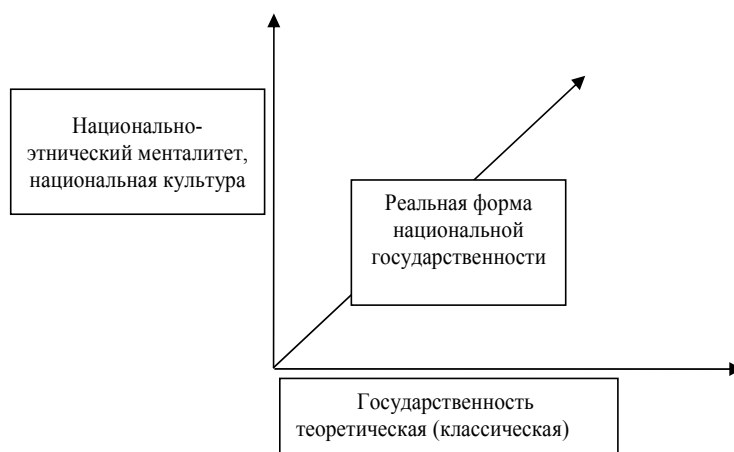 Национально-
этнический менталитет,
национальная культура
Реальная форма
национальной
государственности
Государственность
теоретическая (классическая)